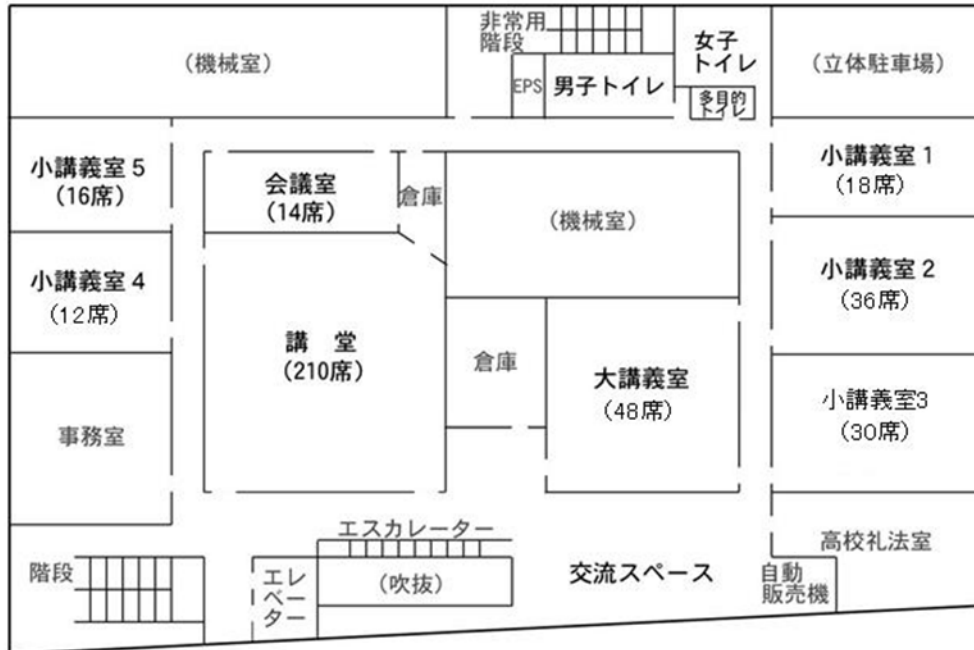 (機械室)
非常用
階段
EPS
男子トイレ
女子
トイレ
多目的
トイレ
(立体駐車場)
小講義室5
(16席)
会議室
(14席)
倉庫
(機械室)
小講義室1
(18席)
小講義室4
(12席)
小講義室2
(36席)
講 堂
(210席)
倉庫
大講義室
(48席)
小講義室3
(30席)
事務室
エスカレーター
高校礼法室
階段
エレ
ベー
ター
(吹抜)
交流スペース
自動
販売機